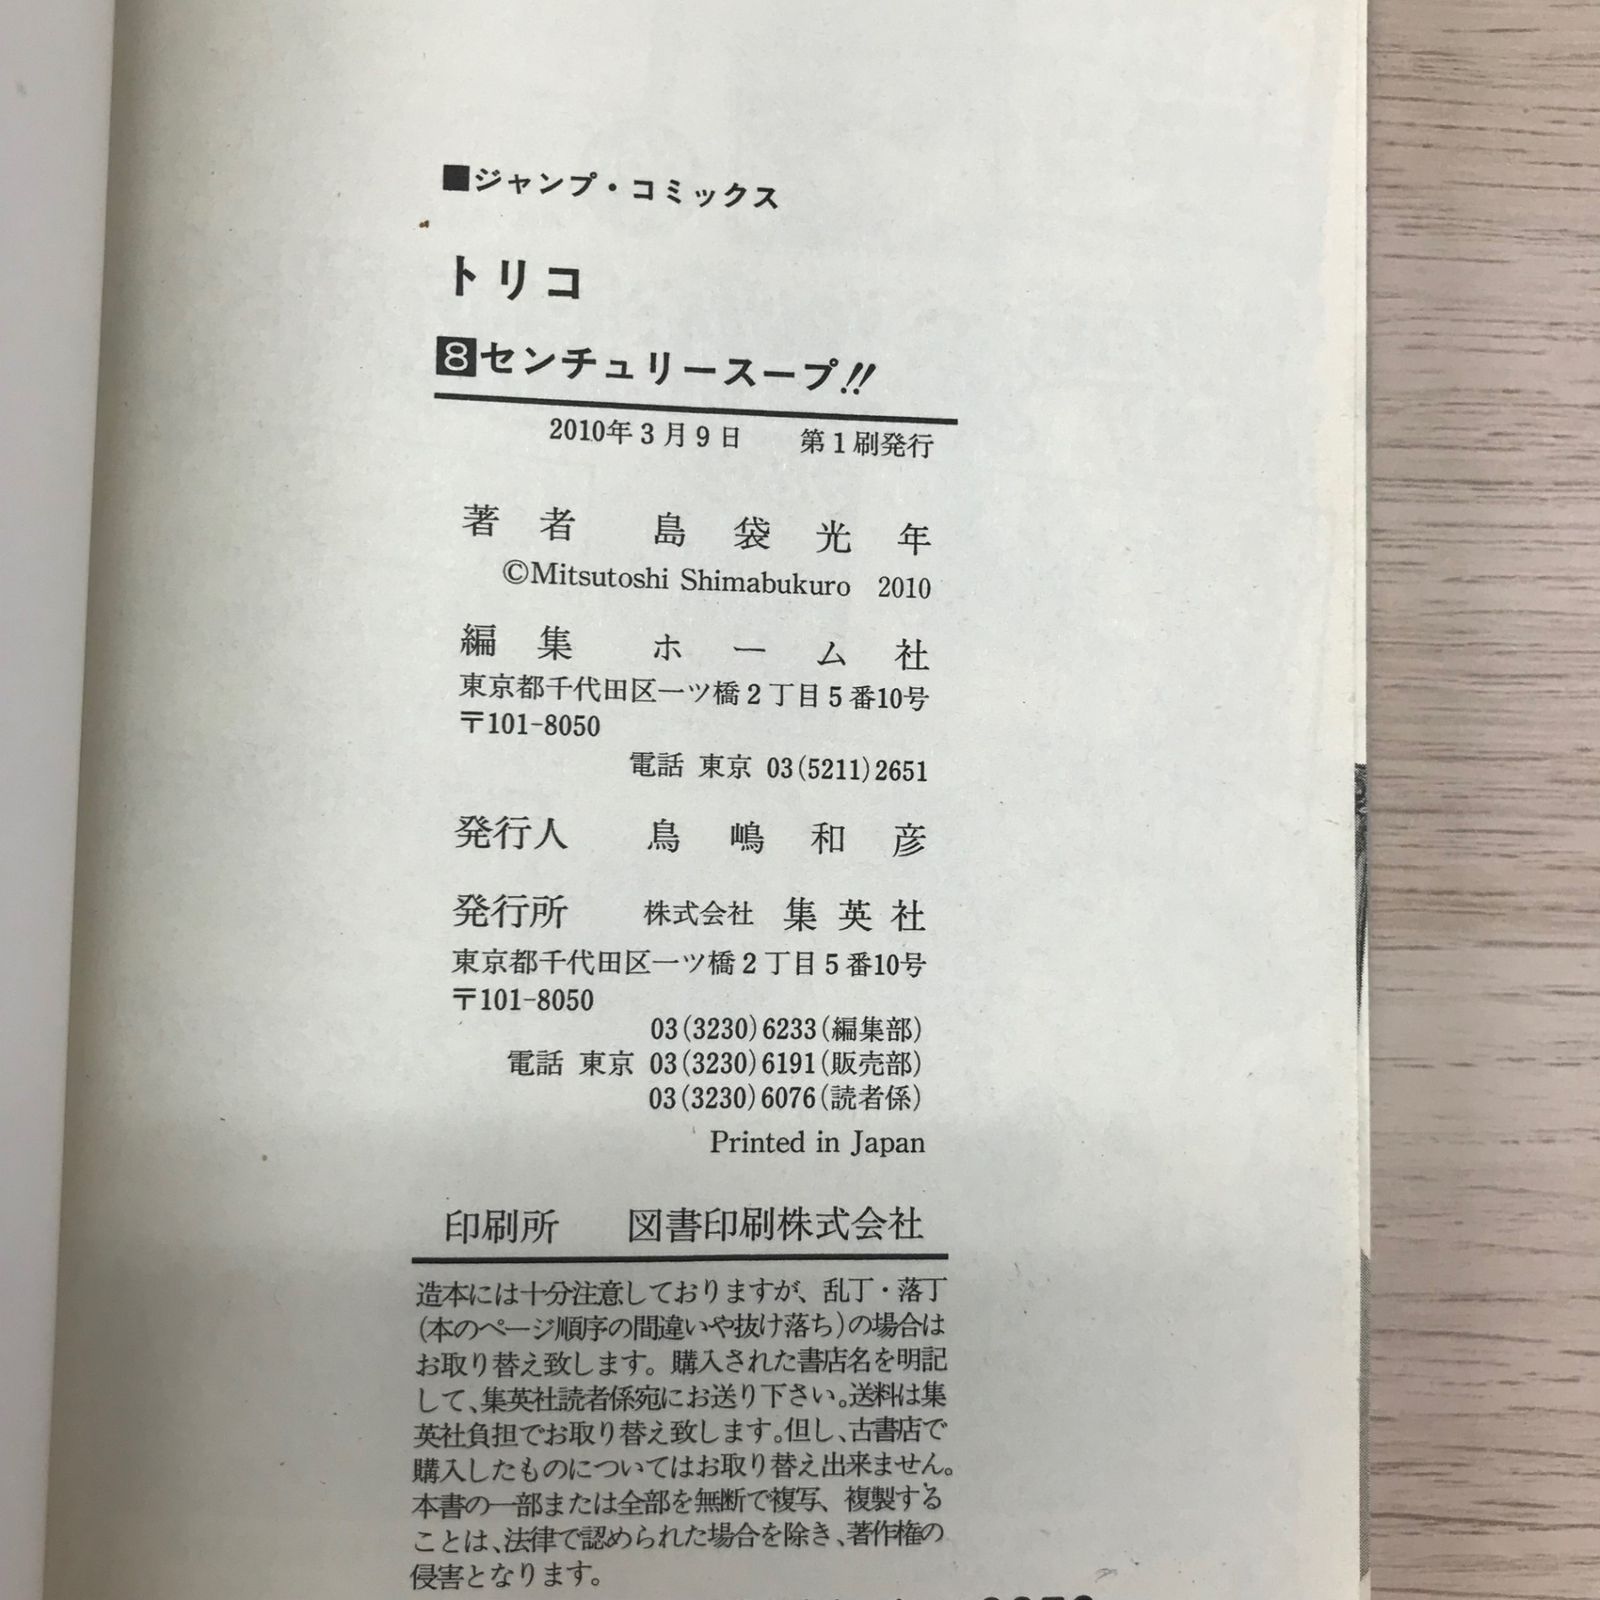 ■ジャンプ・コミックス
トリコ
8センチュリースープ!!
2010年3月9日　第1刷発行
著者　島袋光年
©Mitsutoshi Shimabukuro 2010
編集　ホーム社
東京都千代田区一ツ橋2丁目5番10号
〒101-8050
電話 東京 03(5211)2651
発行人　鳥嶋和彦
発行所　株式会社 集英社
東京都千代田区一ツ橋2丁目5番10号
〒101-8050
03(3230)6233(編集部)
電話 東京 03(3230)6191(販売部)
03(3230)6076(読者係)
Printed in Japan
印刷所　図書印刷株式会社
造本には十分注意しておりますが、乱丁・落丁
(本のページ順序の間違いや抜け落ち)の場合は
お取り替え致します。購入された書店名を明記
して、集英社読者係宛にお送り下さい。送料は集
英社負担でお取り替え致します。但し、古書店で
購入したものについてはお取り替え出来ません。
本書の一部または全部を無断で複写、複製する
ことは、法律で認められた場合を除き、著作権の
侵害となります。